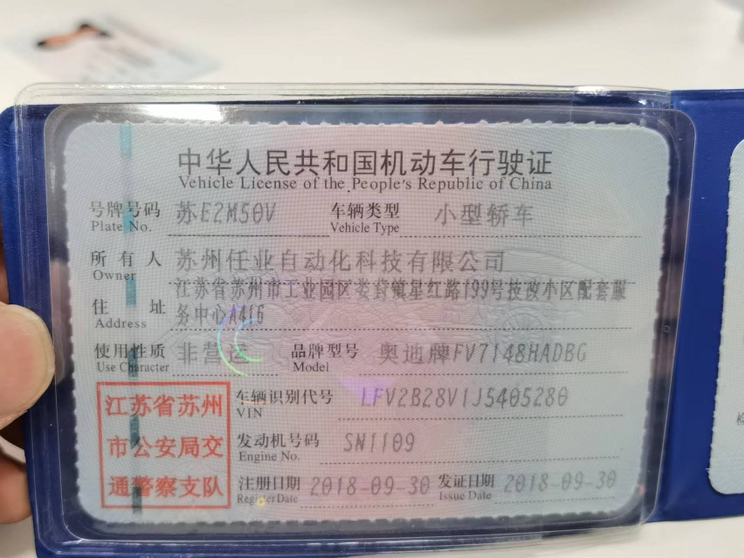 中华人民共和国机动车行驶证
Vehicle License of the People's Republic of China
号牌号码 苏E2M50V 车辆类型 小型轿车
Plate No. Vehicle Type
所有人 苏州任业自动化科技有限公司
Owner
住址 江苏省苏州市工业园区娄葑镇星红路199号技改小区配套服
Address 务中心A416
使用性质 非营运 品牌型号 奥迪牌FV7148HADBG
Use Character Model
江苏省苏州 车辆识别代号 LFV2B28V1J5405280
VIN
市公安局交 发动机号码 SN1109
Engine No.
通警察支队 注册日期 2018-09-30 发证日期 2018-09-30
Register Date Issue Date